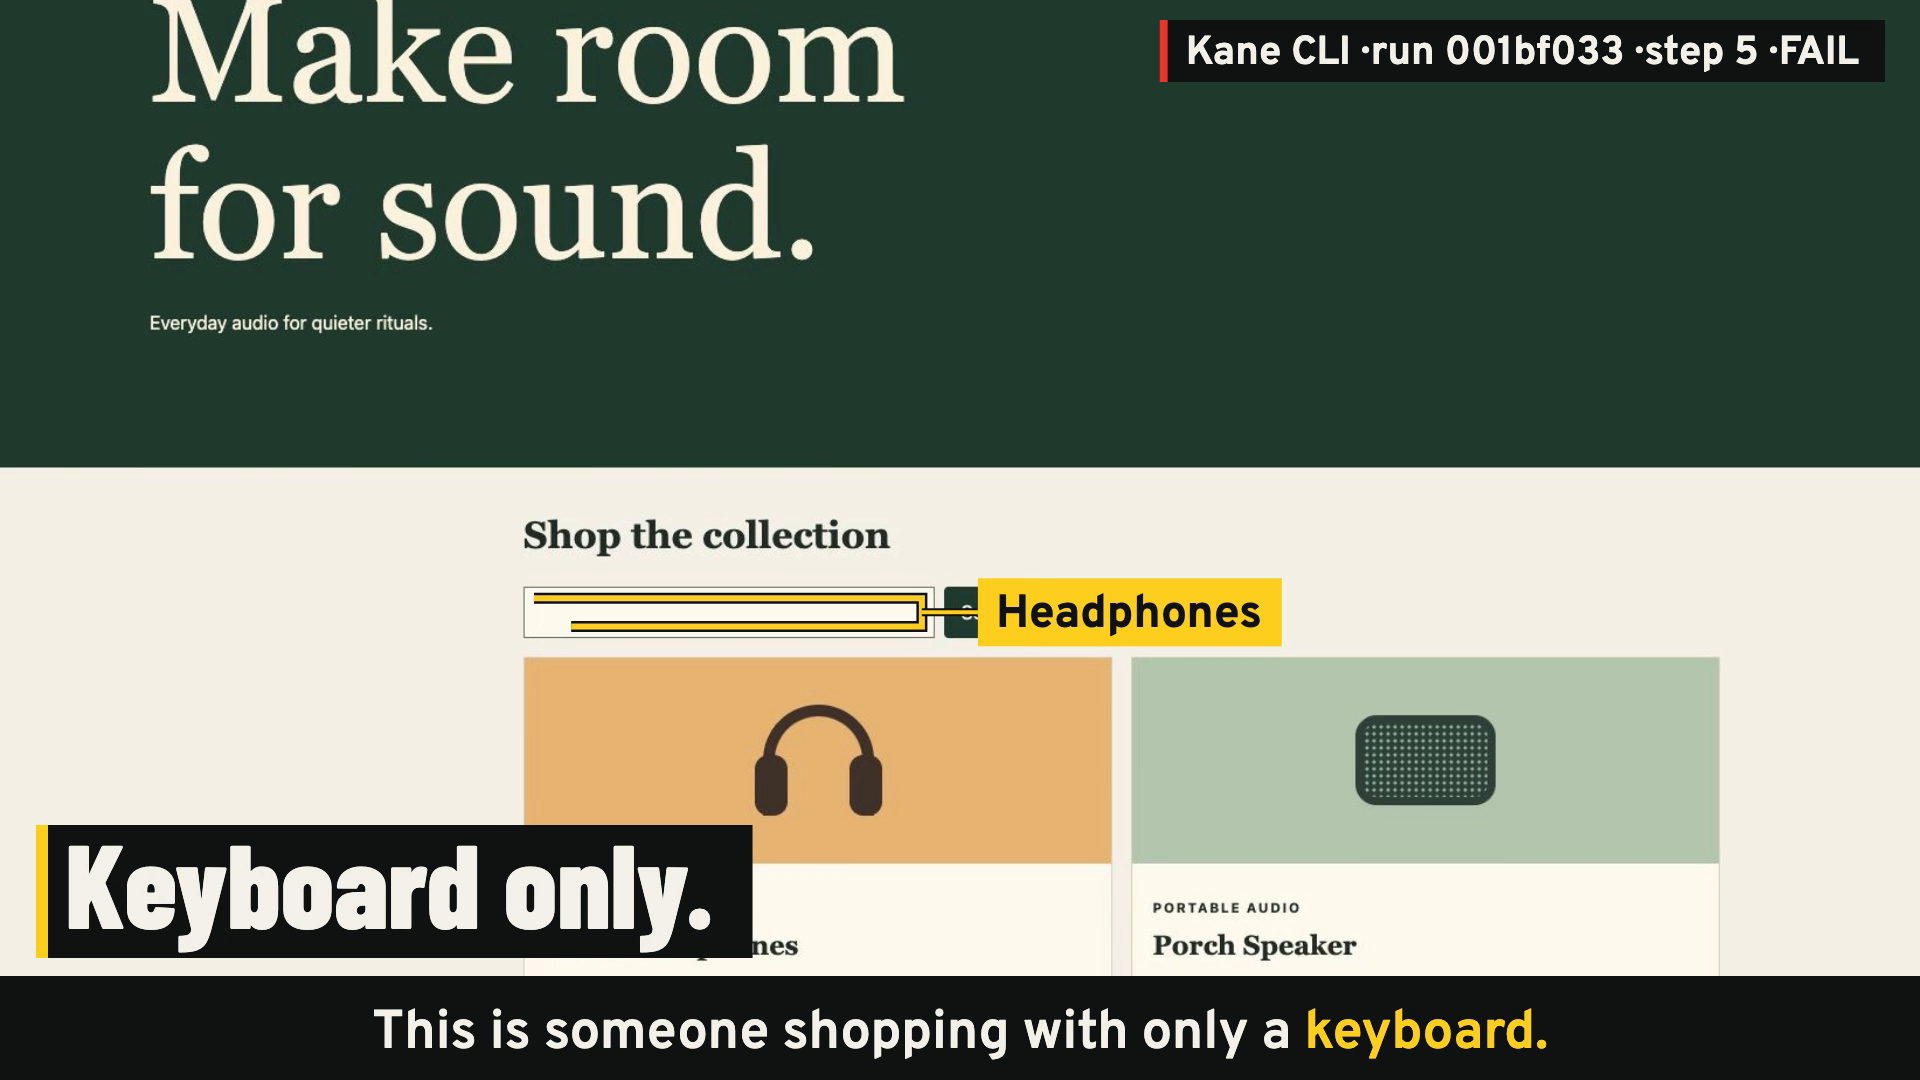 Make room
for sound.
Kane CLI ·run 001bf033 ·step 5 ·FAIL
Everyday audio for quieter rituals.
Shop the collection
Headphones
Keyboard only.
PORTABLE AUDIO
Porch Speaker
This is someone shopping with only a keyboard.